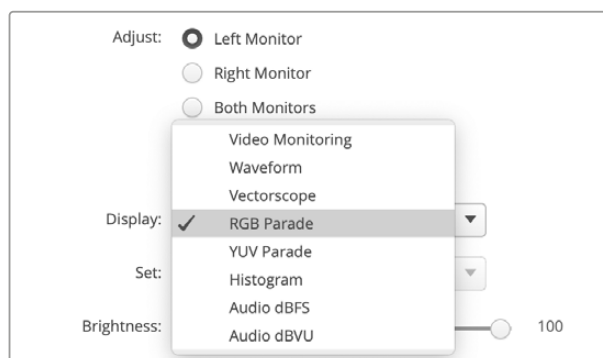 Adjust: Left Monitor
Right Monitor
Both Monitors
Video Monitoring
Waveform
Vectorscope
Display: RGB Parade
YUV Parade
Set:
Histogram
Audio dBFS
Brightness: 100
Audio dBVU